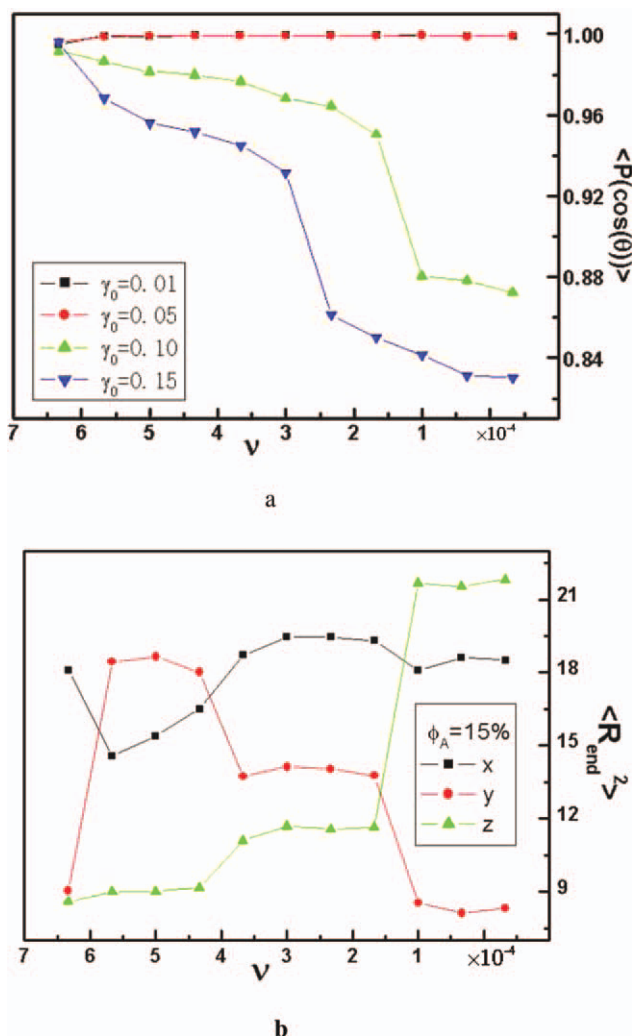 1.00
0.96
0.92
0.88
0.84
<P(cos(θ))>
γ0=0.01
γ0=0.05
γ0=0.10
γ0=0.15
7 6 5 4 3 2 1 ×10-4
ν
a
21
18
15
12
9
<Rend2>
ϕA=15%
x
y
z
7 6 5 4 3 2 1 ×10-4
ν
b